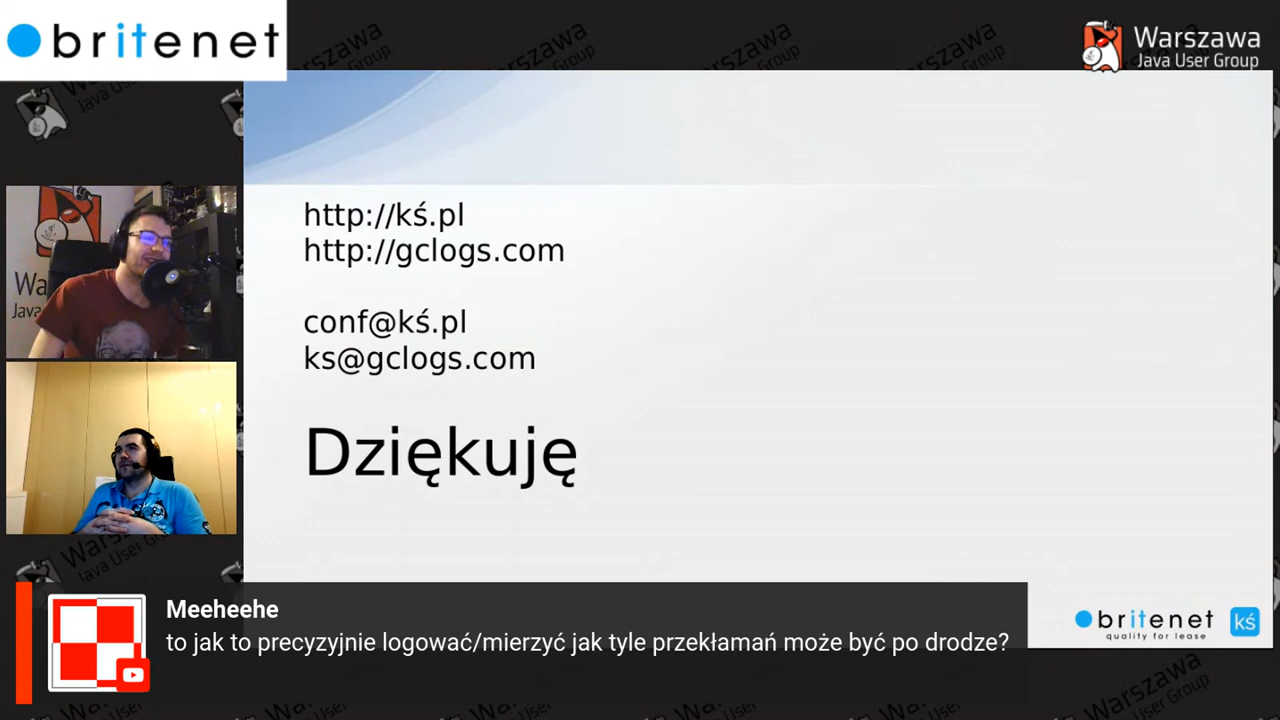 britenet
Warszawa
Java User Group
http://kś.pl
http://gclogs.com
conf@kś.pl
ks@gclogs.com
Dziękuję
Meeheehe
to jak to precyzyjnie logować/mierzyć jak tyle przekłamań może być po drodze?
britenet
quality for lease
kś